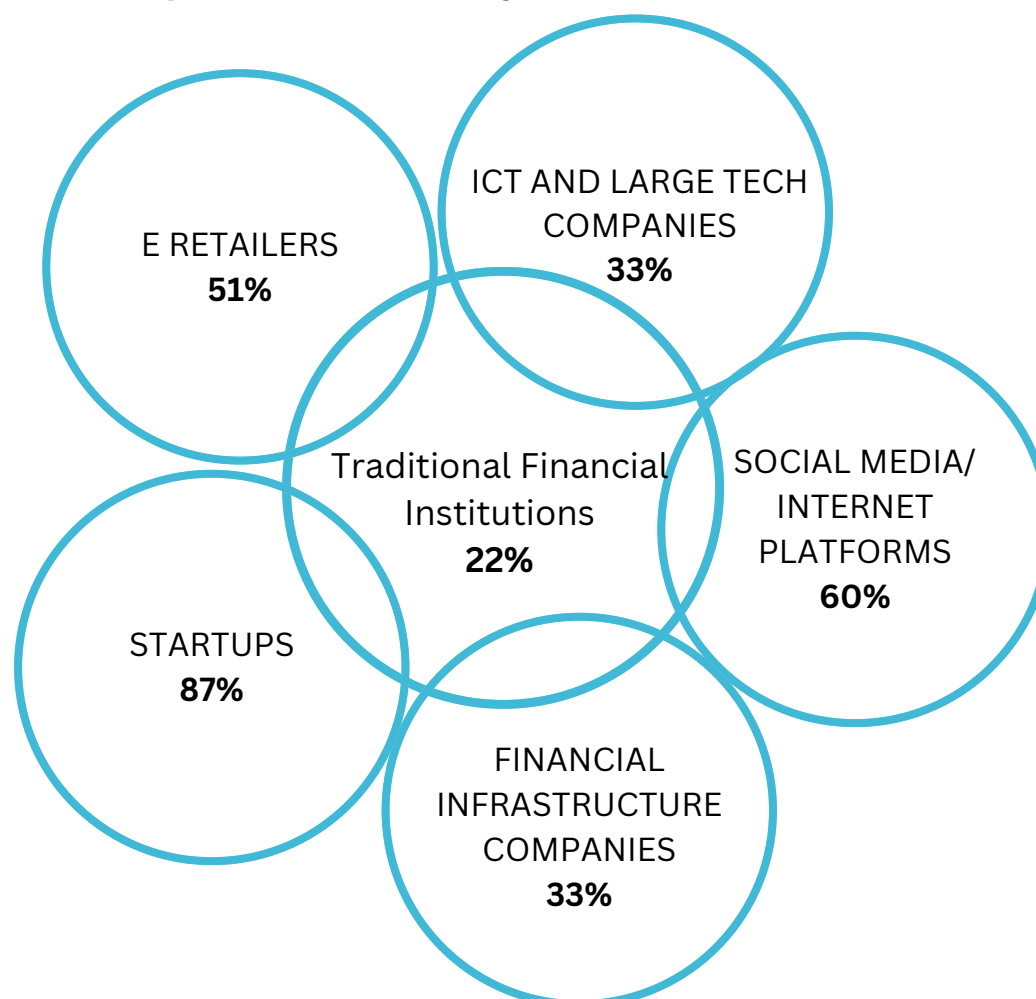 E RETAILERS
51%
ICT AND LARGE TECH
COMPANIES
33%
Traditional Financial
Institutions
22%
SOCIAL MEDIA/
INTERNET
PLATFORMS
60%
STARTUPS
87%
FINANCIAL
INFRASTRUCTURE
COMPANIES
33%